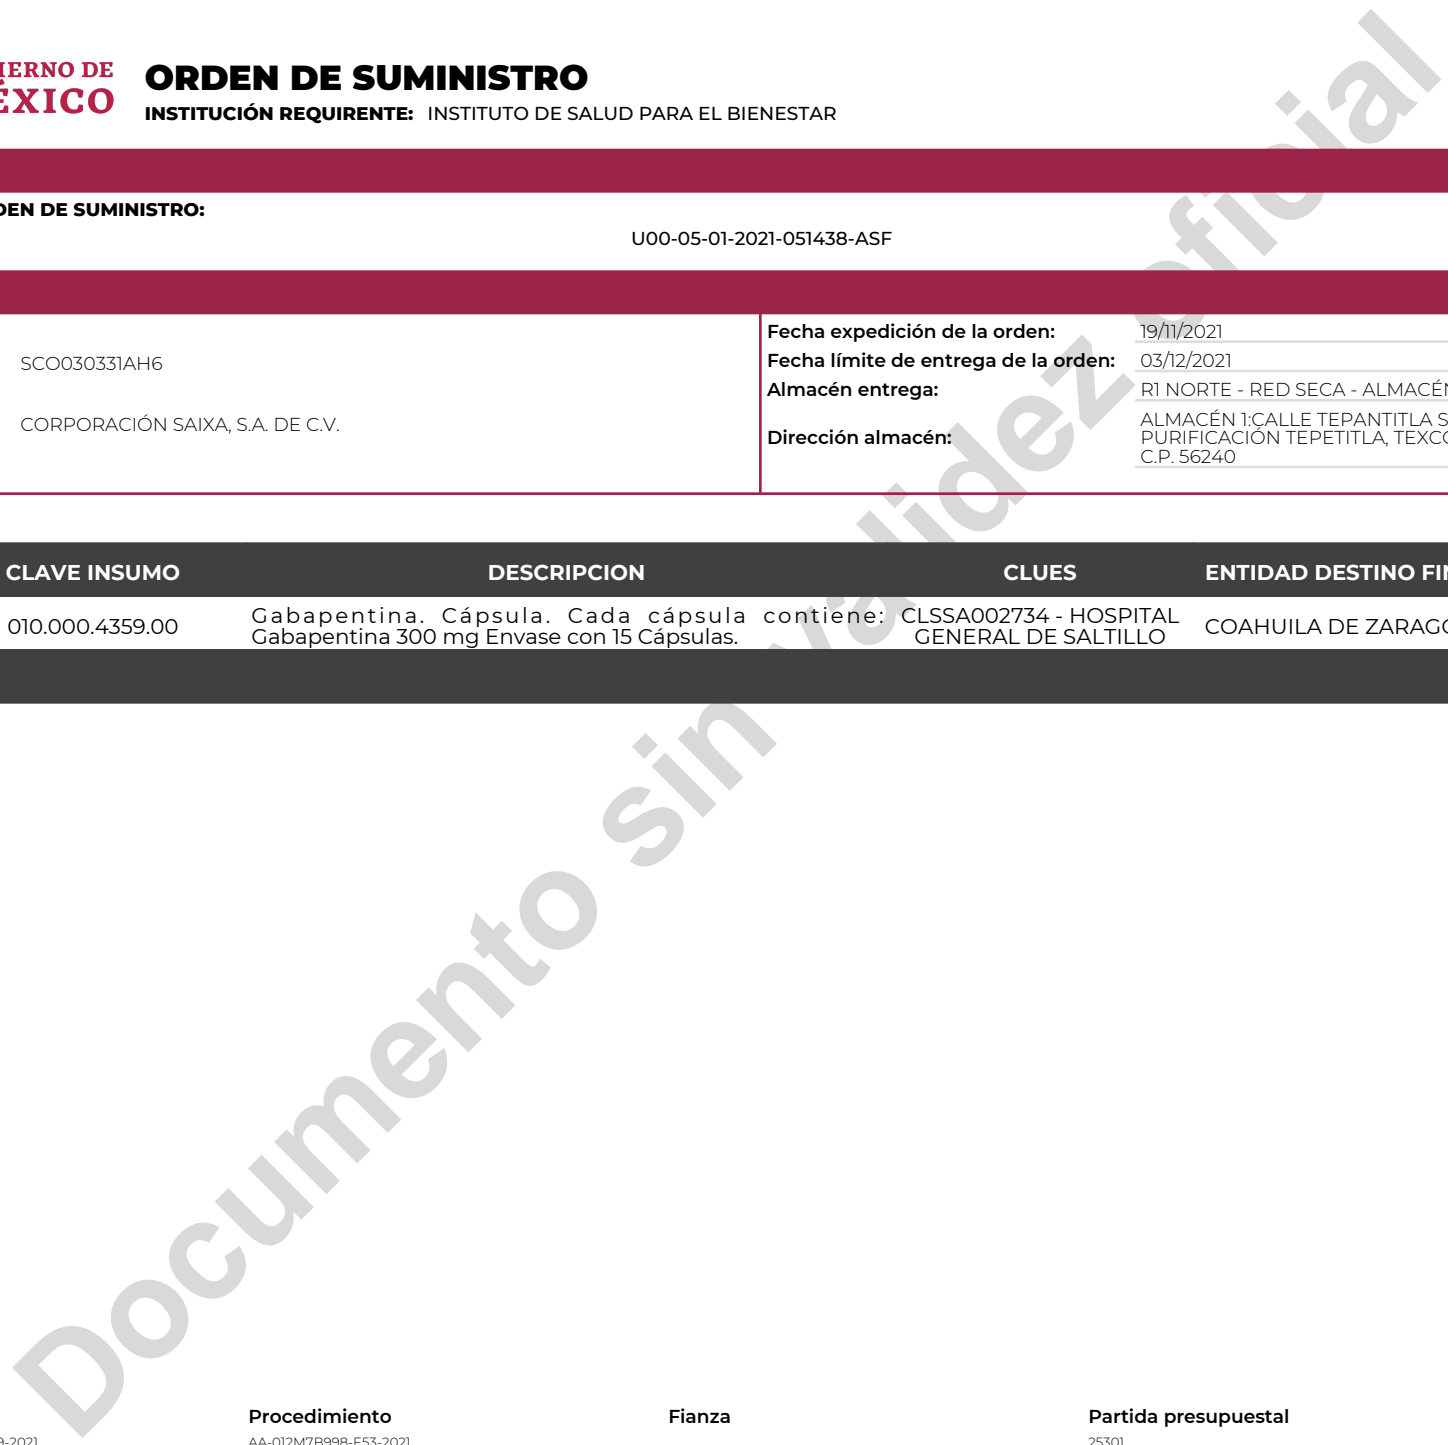 IERNO DE
ÉXICO
ORDEN DE SUMINISTRO
INSTITUCIÓN REQUIRENTE: INSTITUTO DE SALUD PARA EL BIENESTAR
DEN DE SUMINISTRO:
U00-05-01-2021-051438-ASF
SCO030331AH6
CORPORACIÓN SAIXA, S.A. DE C.V.
Fecha expedición de la orden: 19/11/2021
Fecha límite de entrega de la orden: 03/12/2021
Almacén entrega: R1 NORTE - RED SECA - ALMACÉN
Dirección almacén: ALMACÉN 1:CALLE TEPANTITLA S
PURIFICACIÓN TEPETITLA, TEXCO
C.P. 56240
CLAVE INSUMO DESCRIPCION CLUES ENTIDAD DESTINO FIN
010.000.4359.00 Gabapentina. Cápsula. Cada cápsula contiene: CLSSA002734 - HOSPITAL COAHUILA DE ZARAGO
Gabapentina 300 mg Envase con 15 Cápsulas. GENERAL DE SALTILLO
Documento sin validez oficial
Procedimiento Fianza Partida presupuestal
9-2021 AA-012M7B998-E53-2021 25301